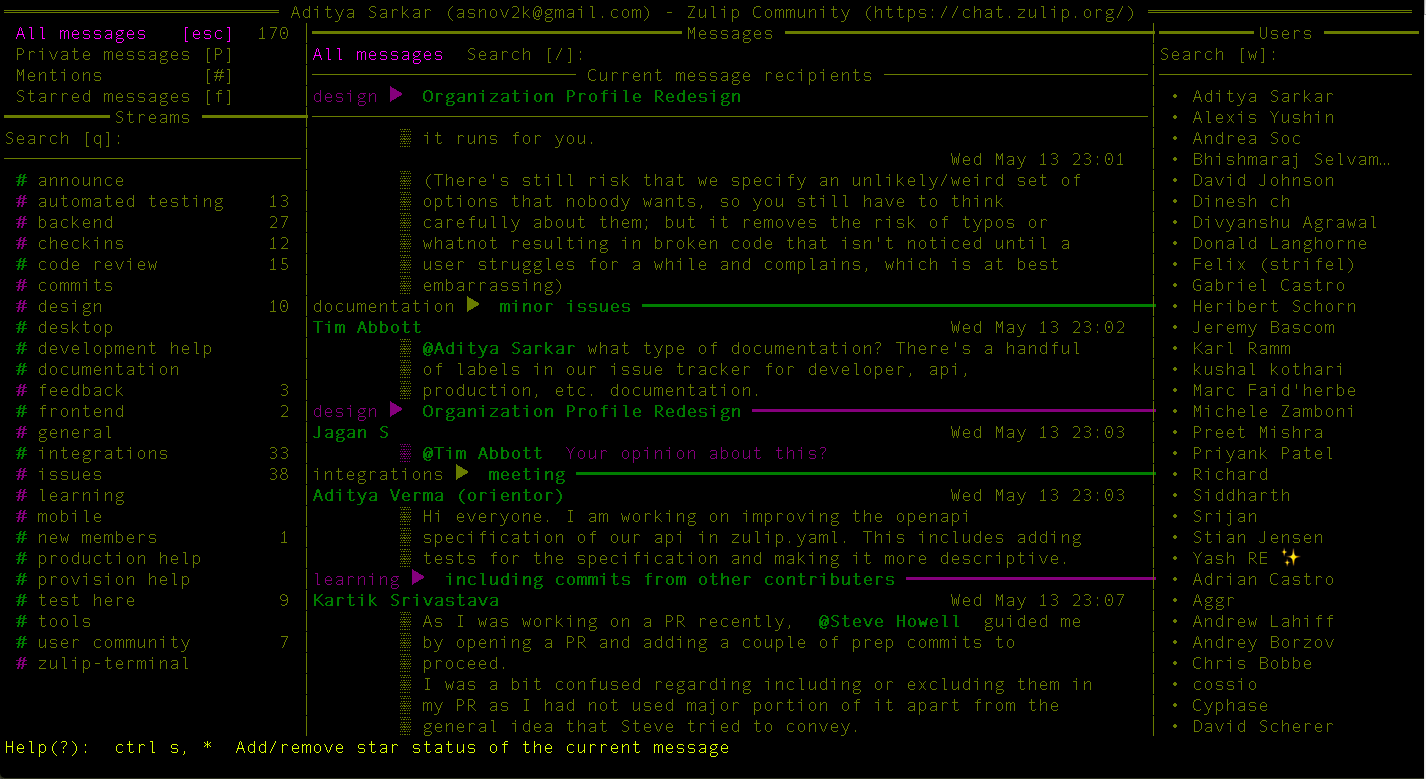 Aditya Sarkar (asnov2k@gmail.com) - Zulip Community (https://chat.zulip.org/)
All messages [esc] 170
Private messages [P]
Mentions [#]
Starred messages [f]
Streams
Search [q]:
# announce
# automated testing 13
# backend 27
# checkins 12
# code review 15
# commits
# design 10
# desktop
# development help
# documentation
# feedback 3
# frontend 2
# general
# integrations 33
# issues 38
# learning
# mobile
# new members 1
# production help
# provision help
# test here 9
# tools
# user community 7
# zulip-terminal
Messages
All messages Search [/]:
Current message recipients
design ▶ Organization Profile Redesign
it runs for you.
Wed May 13 23:01
(There's still risk that we specify an unlikely/weird set of
options that nobody wants, so you still have to think
carefully about them; but it removes the risk of typos or
whatnot resulting in broken code that isn't noticed until a
user struggles for a while and complains, which is at best
embarrassing)
documentation ▶ minor issues
Tim Abbott Wed May 13 23:02
@Aditya Sarkar what type of documentation? There's a handful
of labels in our issue tracker for developer, api,
production, etc. documentation.
design ▶ Organization Profile Redesign
Jagan S Wed May 13 23:03
@Tim Abbott Your opinion about this?
integrations ▶ meeting
Aditya Verma (orientor) Wed May 13 23:03
Hi everyone. I am working on improving the openapi
specification of our api in zulip.yaml. This includes adding
tests for the specification and making it more descriptive.
learning ▶ including commits from other contributers
Kartik Srivastava Wed May 13 23:07
As I was working on a PR recently, @Steve Howell guided me
by opening a PR and adding a couple of prep commits to
proceed.
I was a bit confused regarding including or excluding them in
my PR as I had not used major portion of it apart from the
general idea that Steve tried to convey.
Users
Search [w]:
• Aditya Sarkar
• Alexis Yushin
• Andrea Soc
• Bhishmaraj Selvam…
• David Johnson
• Dinesh ch
• Divyanshu Agrawal
• Donald Langhorne
• Felix (strifel)
• Gabriel Castro
• Heribert Schorn
• Jeremy Bascom
• Karl Ramm
• kushal kothari
• Marc Faid'herbe
• Michele Zamboni
• Preet Mishra
• Priyank Patel
• Richard
• Siddharth
• Srijan
• Stian Jensen
• Yash RE ✨
• Adrian Castro
• Aggr
• Andrew Lahiff
• Andrey Borzov
• Chris Bobbe
• cossio
• Cyphase
• David Scherer
Help(?): ctrl s, * Add/remove star status of the current message